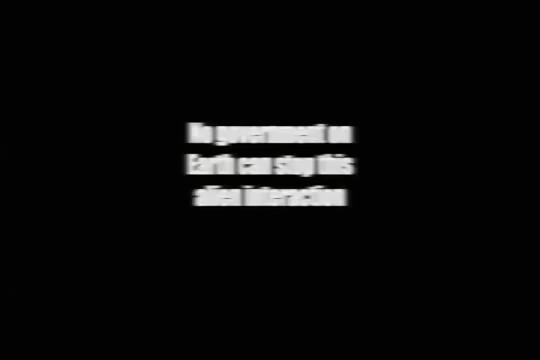 No government on
Earth can stop this
alien interaction